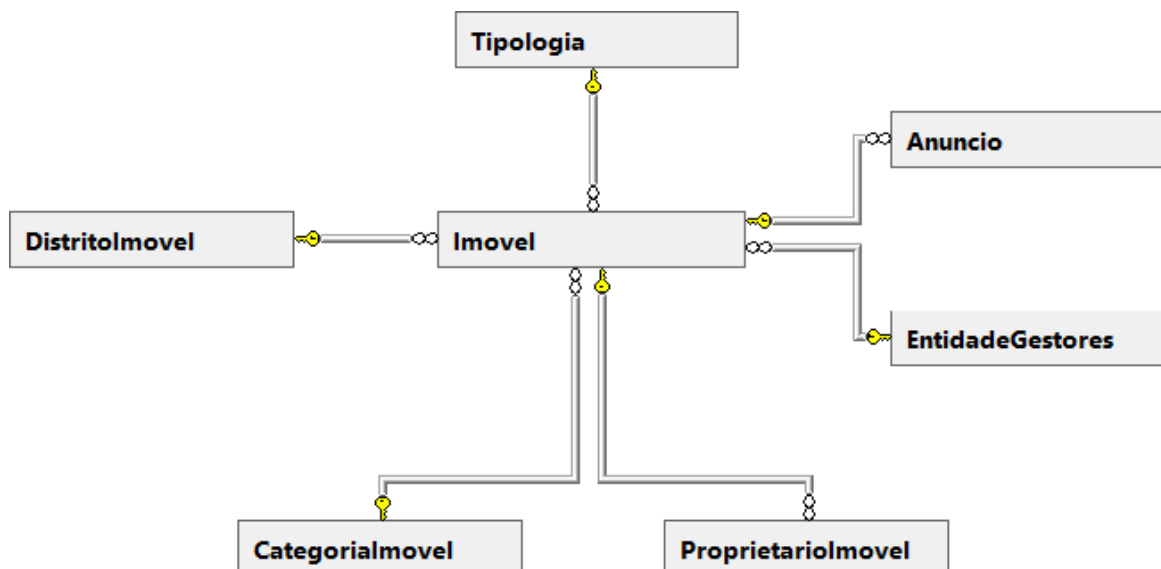 Tipologia
Anuncio
DistritoImovel
Imovel
EntidadeGestores
CategoriaImovel
ProprietarioImovel